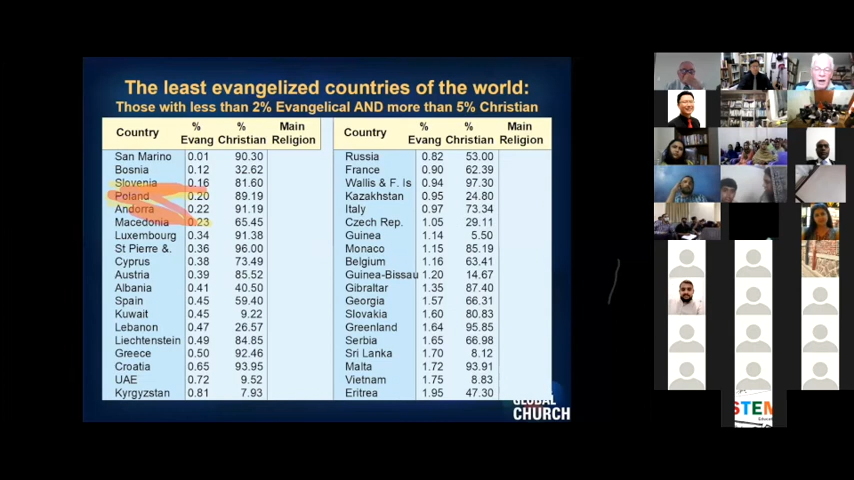 The least evangelized countries of the world:
Those with less than 2% Evangelical AND more than 5% Christian
Country % Evang % Christian Main Religion Country % Evang % Christian Main Religion
San Marino 0.01 90.30 Russia 0.82 53.00
Bosnia 0.12 32.62 France 0.90 62.39
Slovenia 0.16 81.60 Wallis & F. Is 0.94 97.30
Poland 0.20 89.19 Kazakhstan 0.95 24.80
Andorra 0.22 91.19 Italy 0.97 73.34
Macedonia 0.23 65.45 Czech Rep. 1.05 29.11
Luxembourg 0.34 91.38 Guinea 1.14 5.50
St Pierre &. 0.36 96.00 Monaco 1.15 85.19
Cyprus 0.38 73.49 Belgium 1.16 63.41
Austria 0.39 85.52 Guinea-Bissau 1.20 14.67
Albania 0.41 40.50 Gibraltar 1.35 87.40
Spain 0.45 59.40 Georgia 1.57 66.31
Kuwait 0.45 9.22 Slovakia 1.60 80.83
Lebanon 0.47 26.57 Greenland 1.64 95.85
Liechtenstein 0.49 84.85 Serbia 1.65 66.98
Greece 0.50 92.46 Sri Lanka 1.70 8.12
Croatia 0.65 93.95 Malta 1.72 93.91
UAE 0.72 9.52 Vietnam 1.75 8.83
Kyrgyzstan 0.81 7.93 Eritrea 1.95 47.30
GLOBAL
CHURCH
STEM